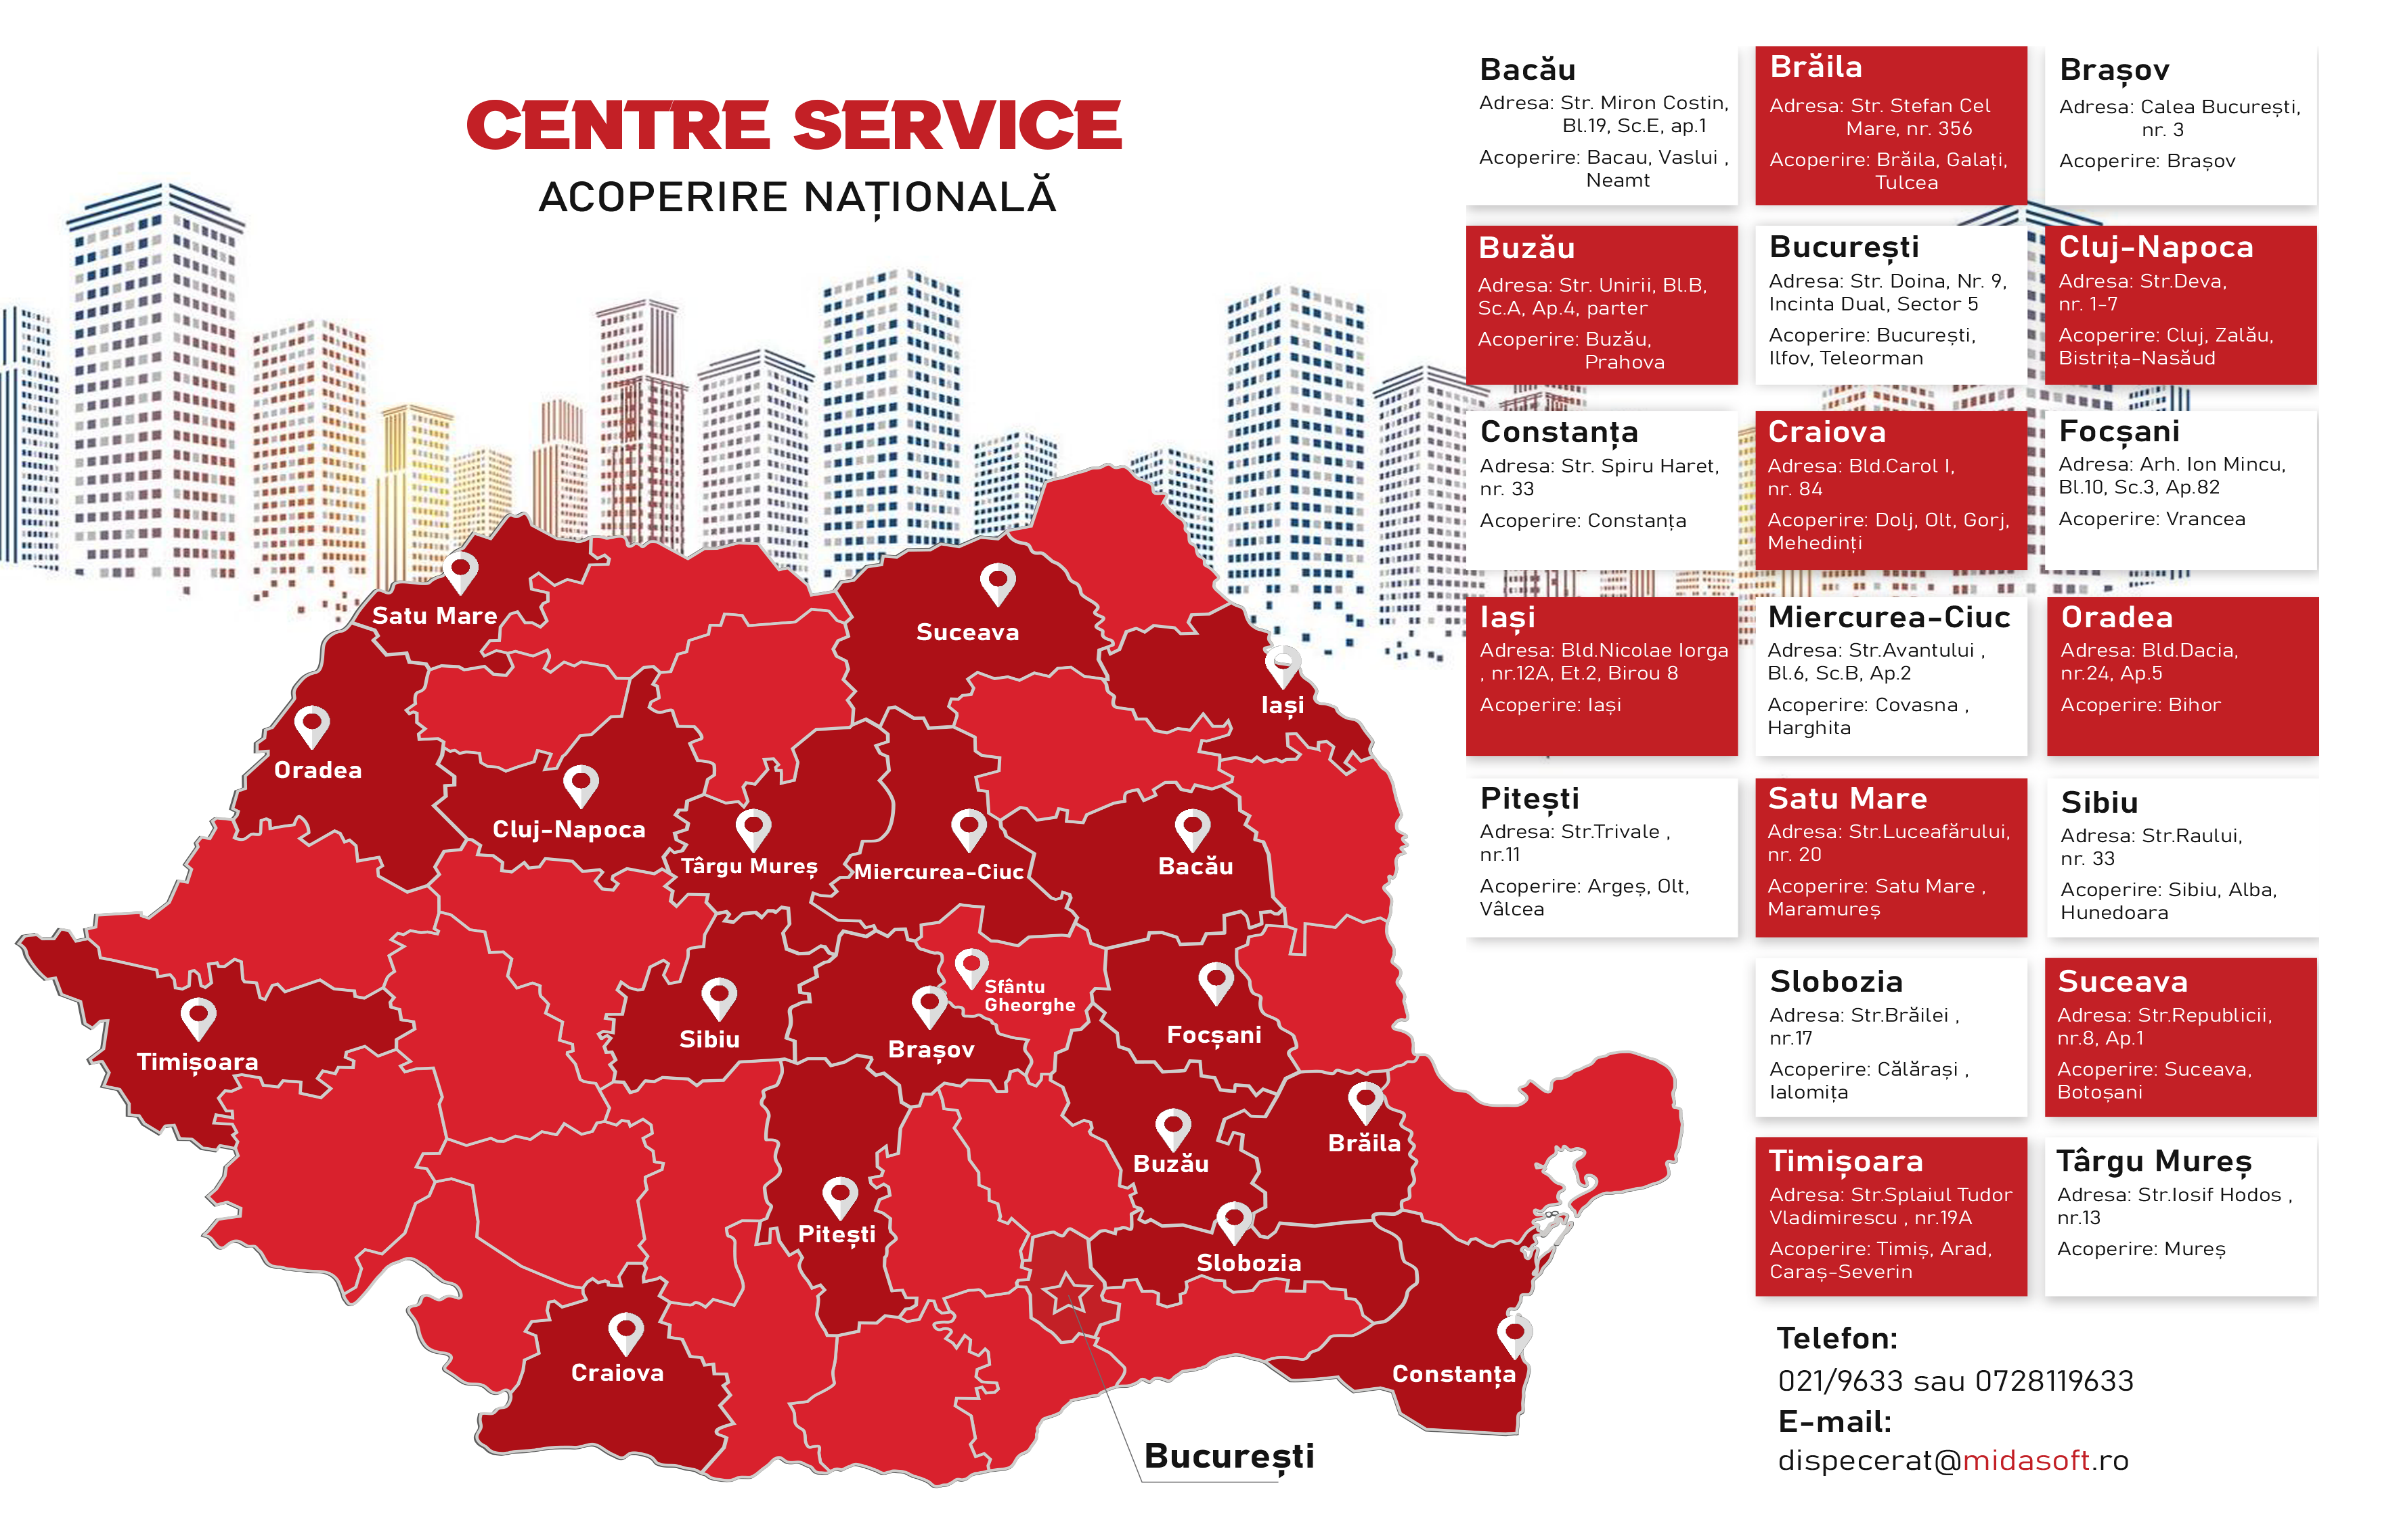 CENTRE SERVICE
ACOPERIRE NAȚIONALĂ
Satu Mare
Suceava
Iași
Oradea
Cluj-Napoca
Târgu Mureș
Miercurea-Ciuc
Bacău
Sfântu
Gheorghe
Timișoara
Sibiu
Brașov
Focșani
Brăila
Buzău
Pitești
Slobozia
Craiova
Constanța
București
Bacău
Adresa: Str. Miron Costin,
Bl.19, Sc.E, ap.1
Acoperire: Bacau, Vaslui ,
Neamt
Brăila
Adresa: Str. Stefan Cel
Mare, nr. 356
Acoperire: Brăila, Galați,
Tulcea
Brașov
Adresa: Calea București,
nr. 3
Acoperire: Brașov
Buzău
Adresa: Str. Unirii, Bl.B,
Sc.A, Ap.4, parter
Acoperire: Buzău,
Prahova
București
Adresa: Str. Doina, Nr. 9,
Incinta Dual, Sector 5
Acoperire: București,
Ilfov, Teleorman
Cluj-Napoca
Adresa: Str.Deva,
nr. 1-7
Acoperire: Cluj, Zalău,
Bistrița-Nasăud
Constanța
Adresa: Str. Spiru Haret,
nr. 33
Acoperire: Constanța
Craiova
Adresa: Bld.Carol I,
nr. 84
Acoperire: Dolj, Olt, Gorj,
Mehedinți
Focșani
Adresa: Arh. Ion Mincu,
Bl.10, Sc.3, Ap.82
Acoperire: Vrancea
Iași
Adresa: Bld.Nicolae Iorga
, nr.12A, Et.2, Birou 8
Acoperire: Iași
Miercurea-Ciuc
Adresa: Str.Avantului ,
Bl.6, Sc.B, Ap.2
Acoperire: Covasna ,
Harghita
Oradea
Adresa: Bld.Dacia,
nr.24, Ap.5
Acoperire: Bihor
Pitești
Adresa: Str.Trivale ,
nr.11
Acoperire: Argeș, Olt,
Vâlcea
Satu Mare
Adresa: Str.Luceafărului,
nr. 20
Acoperire: Satu Mare ,
Maramureș
Sibiu
Adresa: Str.Raului,
nr. 33
Acoperire: Sibiu, Alba,
Hunedoara
Slobozia
Adresa: Str.Brăilei ,
nr.17
Acoperire: Călărași ,
Ialomița
Suceava
Adresa: Str.Republicii,
nr.8, Ap.1
Acoperire: Suceava,
Botoșani
Timișoara
Adresa: Str.Splaiul Tudor
Vladimirescu , nr.19A
Acoperire: Timiș, Arad,
Caraș-Severin
Târgu Mureș
Adresa: Str.Iosif Hodos ,
nr.13
Acoperire: Mureș
Telefon:
021/9633 sau 0728119633
E-mail:
dispecerat@midasoft.ro